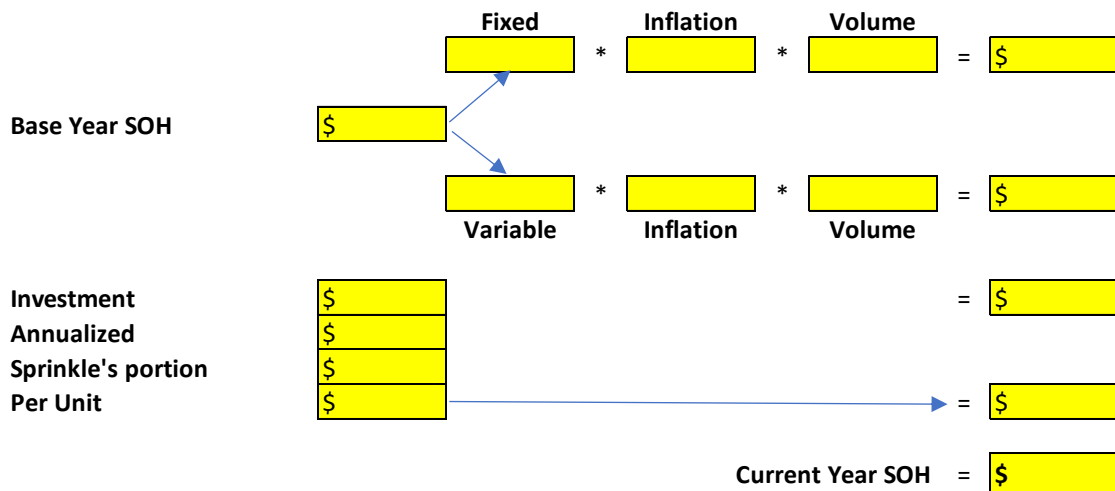 Fixed Inflation Volume
* * = $
Base Year SOH $
* * = $
Variable Inflation Volume
Investment $ = $
Annualized $
Sprinkle's portion $
Per Unit $ = $
Current Year SOH = $